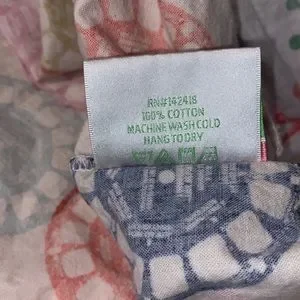 RN#142418
100% COTTON
MACHINE WASH COLD
HANG TO DRY